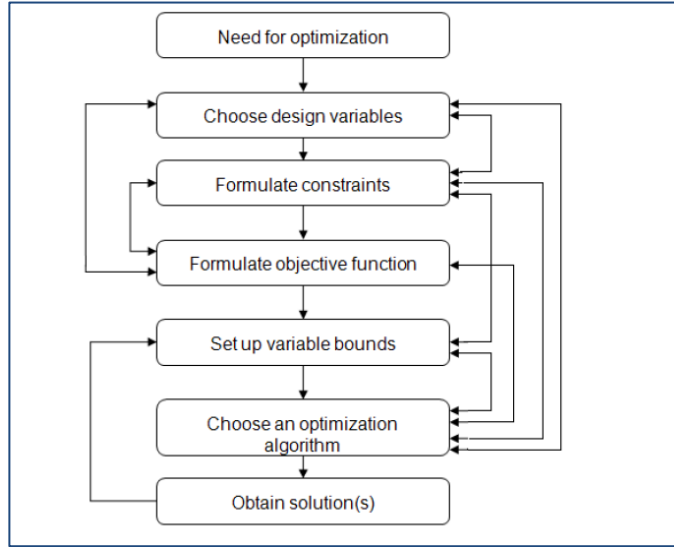 Need for optimization
Choose design variables
Formulate constraints
Formulate objective function
Set up variable bounds
Choose an optimization
algorithm
Obtain solution(s)